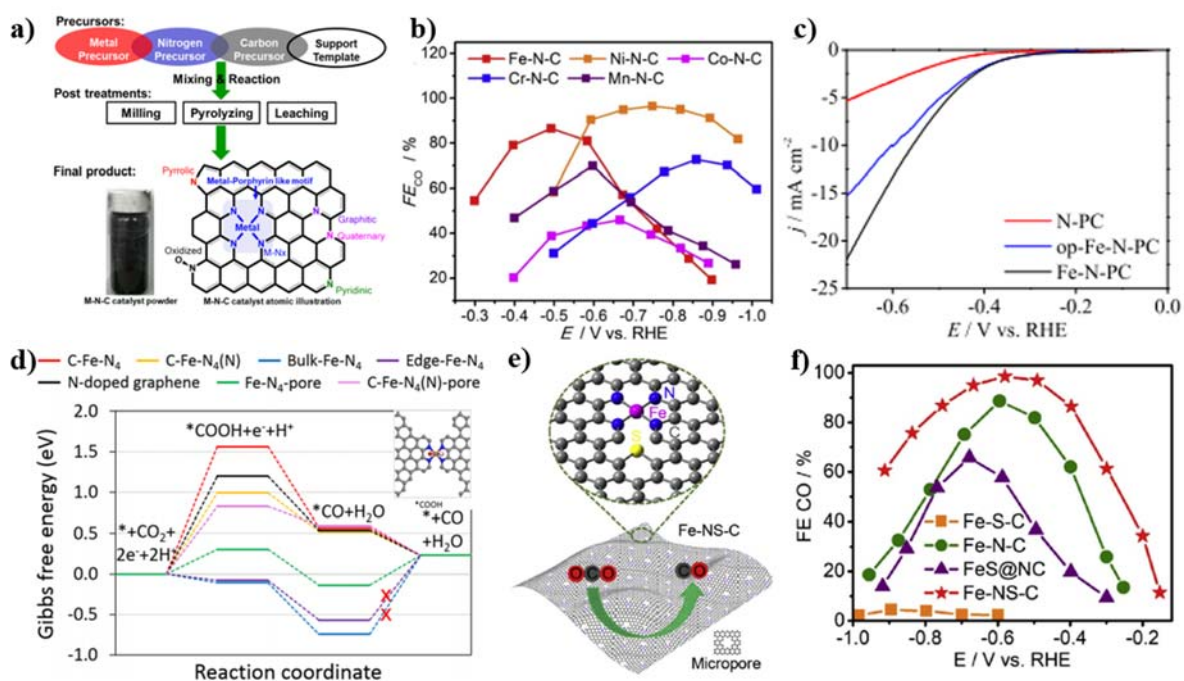 a)
Precursors:
Metal Precursor
Nitrogen Precursor
Carbon Precursor
Support Template
Mixing & Reaction
Post treatments:
Milling
Pyrolyzing
Leaching
Final product:
Pyrrolic
N
Metal-Porphyrin like motif
N N N
Metal
Graphitic
N Quaternary
N N
M-Nx
Oxidized
O
N
N
Pyridinic
M-N-C catalyst powder
M-N-C catalyst atomic illustration
b)
Fe-N-C Ni-N-C Co-N-C
Cr-N-C Mn-N-C
FE_CO / %
120
100
80
60
40
20
-0.3 -0.4 -0.5 -0.6 -0.7 -0.8 -0.9 -1.0
E / V vs. RHE
c)
j / mA cm⁻²
0
-5
-10
-15
-20
-25
N-PC
op-Fe-N-PC
Fe-N-PC
-0.6 -0.4 -0.2 0.0
E / V vs. RHE
d)
C-Fe-N₄ C-Fe-N₄(N) Bulk-Fe-N₄ Edge-Fe-N₄
N-doped graphene Fe-N₄-pore C-Fe-N₄(N)-pore
Gibbs free energy (eV)
2.0
1.5
1.0
0.5
0.0
-0.5
-1.0
*COOH+e⁻+H⁺
*+CO₂+
2e⁻+2H⁺
*CO+H₂O
*COOH
*+CO
+H₂O
X
X
Reaction coordinate
e)
N
Fe
S
C
Fe-NS-C
O C O
C O
Micropore
f)
FE CO / %
100
80
60
40
20
0
Fe-S-C
Fe-N-C
FeS@NC
Fe-NS-C
-1.0 -0.8 -0.6 -0.4 -0.2
E / V vs. RHE